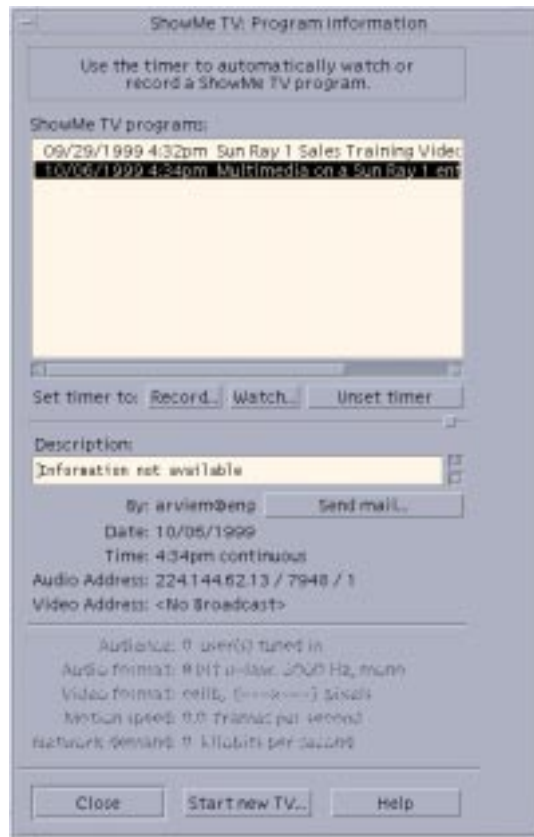 ShowMe TV: Program Information
Use the timer to automatically watch or
record a ShowMe TV program.
ShowMe TV programs:
09/29/1999 4:32pm Sun Ray 1 Sales Training Video
10/06/1999 4:34pm Multimedia on a Sun Ray 1 ent
Set timer to: Record... Watch... Unset timer
Description:
Information not available
By: arviem@eng Send mail...
Date: 10/06/1999
Time: 4:34pm continuous
Audio Address: 224.144.62.13 / 7948 / 1
Video Address: <No Broadcast>
Audience: 0 user(s) tuned in
Audio format: 8 bit u-law, 8000 Hz, mono
Video format: cellb, pixels
Motion speed: 0.0 frames per second
Network demand: 0 kilobits per second
Close Start new TV... Help